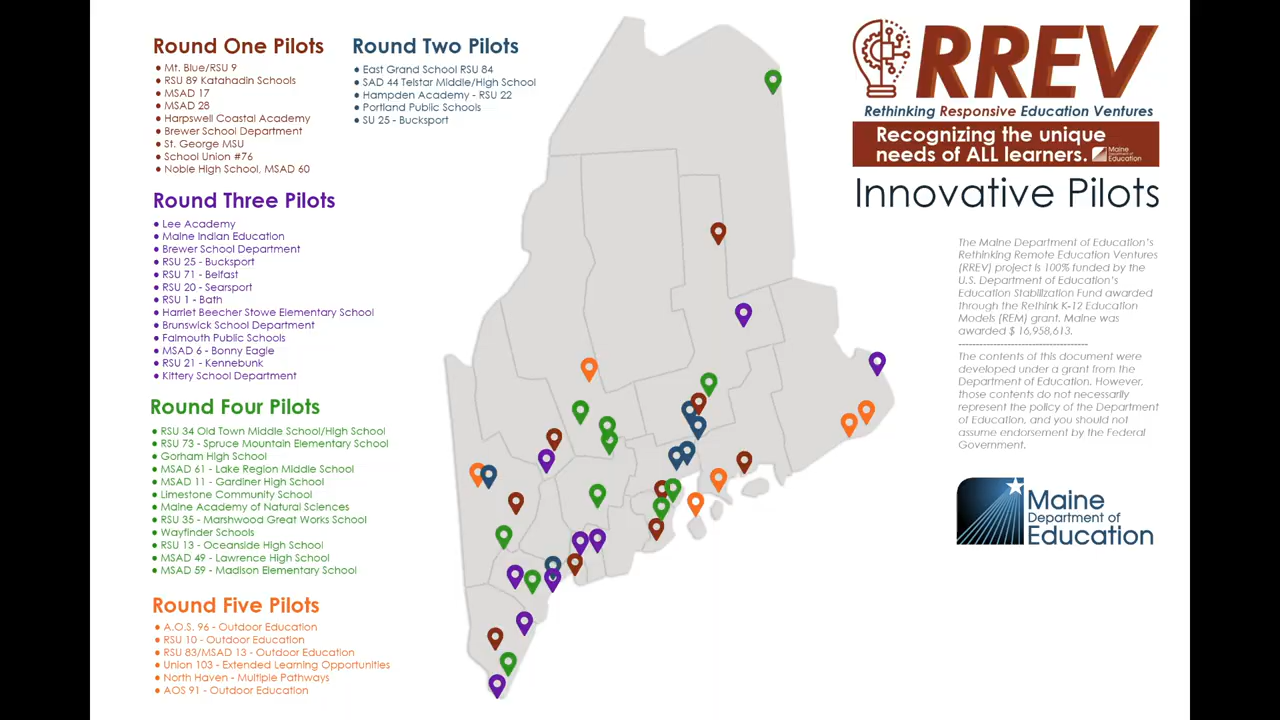 Round One Pilots
● Mt. Blue/RSU 9
● RSU 89 Katahadin Schools
● MSAD 17
● MSAD 28
● Harpswell Coastal Academy
● Brewer School Department
● St. George MSU
● School Union #76
● Noble High School, MSAD 60
Round Two Pilots
● East Grand School RSU 84
● SAD 44 Telstar Middle/High School
● Hampden Academy - RSU 22
● Portland Public Schools
● SU 25 - Bucksport
Round Three Pilots
● Lee Academy
● Maine Indian Education
● Brewer School Department
● RSU 25 - Bucksport
● RSU 71 - Belfast
● RSU 20 - Searsport
● RSU 1 - Bath
● Harriet Beecher Stowe Elementary School
● Brunswick School Department
● Falmouth Public Schools
● MSAD 6 - Bonny Eagle
● RSU 21 - Kennebunk
● Kittery School Department
Round Four Pilots
● RSU 34 Old Town Middle School/High School
● RSU 73 - Spruce Mountain Elementary School
● Gorham High School
● MSAD 61 - Lake Region Middle School
● MSAD 11 - Gardiner High School
● Limestone Community School
● Maine Academy of Natural Sciences
● RSU 35 - Marshwood Great Works School
● Wayfinder Schools
● RSU 13 - Oceanside High School
● MSAD 49 - Lawrence High School
● MSAD 59 - Madison Elementary School
Round Five Pilots
● A.O.S. 96 - Outdoor Education
● RSU 10 - Outdoor Education
● RSU 83/MSAD 13 - Outdoor Education
● Union 103 - Extended Learning Opportunities
● North Haven - Multiple Pathways
● AOS 91 - Outdoor Education
RREV
Rethinking Responsive Education Ventures
Recognizing the unique
needs of ALL learners.
Maine
Department of
Education
Innovative Pilots
The Maine Department of Education's
Rethinking Remote Education Ventures
(RREV) project is 100% funded by the
U.S. Department of Education's
Education Stabilization Fund awarded
through the Rethink K-12 Education
Models (REM) grant. Maine was
awarded $ 16,958,613.
------------------------------------
The contents of this document were
developed under a grant from the
Department of Education. However,
those contents do not necessarily
represent the policy of the Department
of Education, and you should not
assume endorsement by the Federal
Government.
Maine
Department of
Education